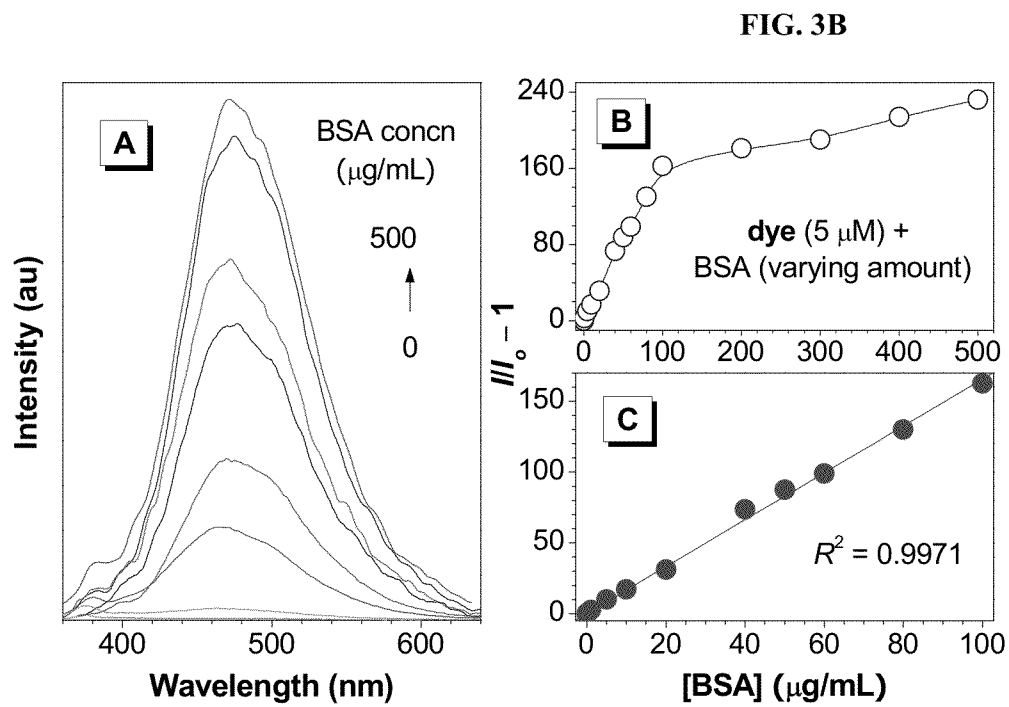 FIG. 3B
A
BSA concn
(μg/mL)
500
0
Intensity (au)
400 500 600
Wavelength (nm)
B
240
160
80
0
dye (5 μM) +
BSA (varying amount)
0 100 200 300 400 500
I/Io – 1
C
150
100
50
0
R² = 0.9971
0 20 40 60 80 100
[BSA] (μg/mL)